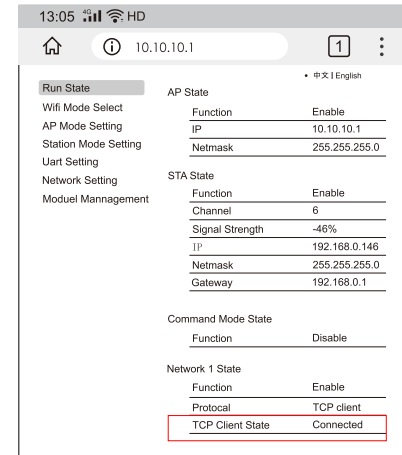 13:05 4G HD
10.10.10.1 1
• 中文 | English
Run State
Wifi Mode Select
AP Mode Setting
Station Mode Setting
Uart Setting
Network Setting
Moduel Mannagement
AP State
Function Enable
IP 10.10.10.1
Netmask 255.255.255.0
STA State
Function Enable
Channel 6
Signal Strength -46%
IP 192.168.0.146
Netmask 255.255.255.0
Gateway 192.168.0.1
Command Mode State
Function Disable
Network 1 State
Function Enable
Protocal TCP client
TCP Client State Connected